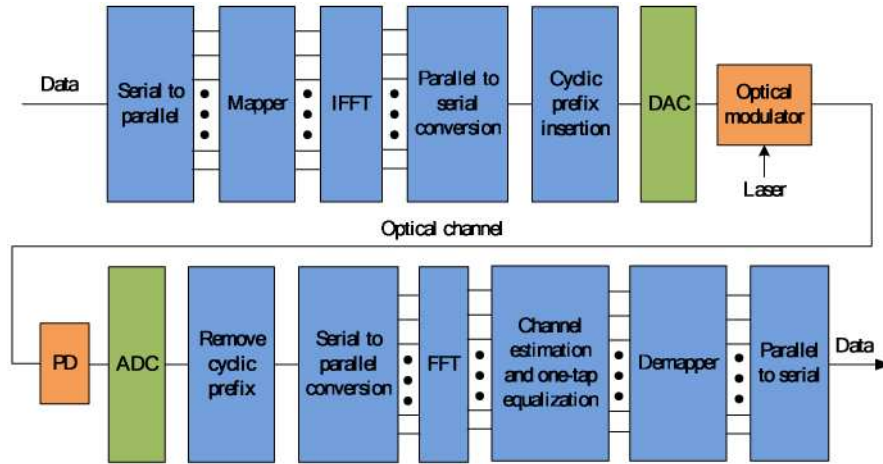 Data
Serial to
parallel
Mapper
IFFT
Parallel to
serial
conversion
Cyclic
prefix
insertion
DAC
Optical
modulator
Laser
Optical channel
PD
ADC
Remove
cyclic
prefix
Serial to
parallel
conversion
FFT
Channel
estimation
and one-tap
equalization
Demapper
Parallel
to serial
Data